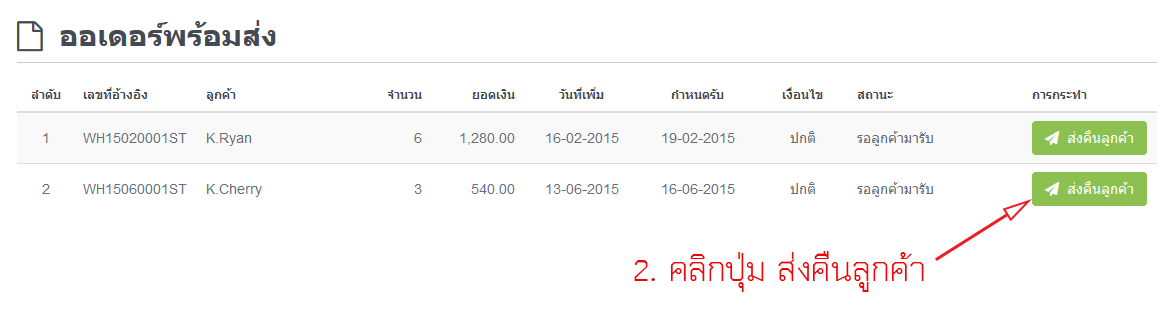 ออเดอร์พร้อมส่ง
ลำดับ เลขที่อ้างอิง ลูกค้า จำนวน ยอดเงิน วันที่เพิ่ม กำหนดรับ เงื่อนไข สถานะ การกระทำ
1 WH15020001ST K.Ryan 6 1,280.00 16-02-2015 19-02-2015 ปกติ รอลูกค้ามารับ ส่งคืนลูกค้า
2 WH15060001ST K.Cherry 3 540.00 13-06-2015 16-06-2015 ปกติ รอลูกค้ามารับ ส่งคืนลูกค้า
2. คลิกปุ่ม ส่งคืนลูกค้า